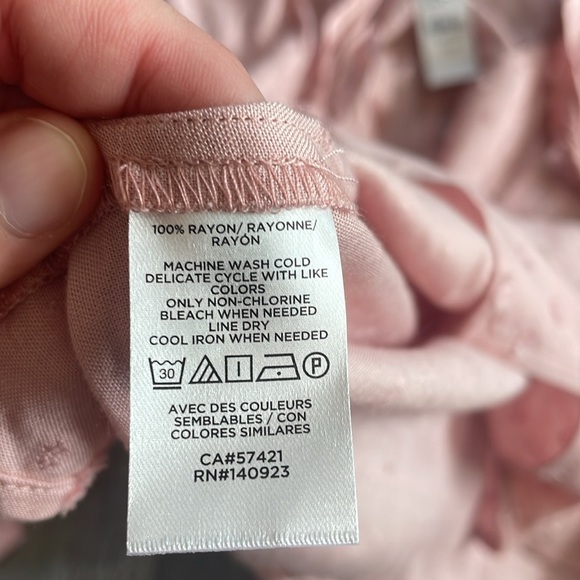 100% RAYON/ RAYONNE/
RAYÓN
MACHINE WASH COLD
DELICATE CYCLE WITH LIKE
COLORS
ONLY NON-CHLORINE
BLEACH WHEN NEEDED
LINE DRY
COOL IRON WHEN NEEDED
30 P
AVEC DES COULEURS
SEMBLABLES / CON
COLORES SIMILARES
CA#57421
RN#140923